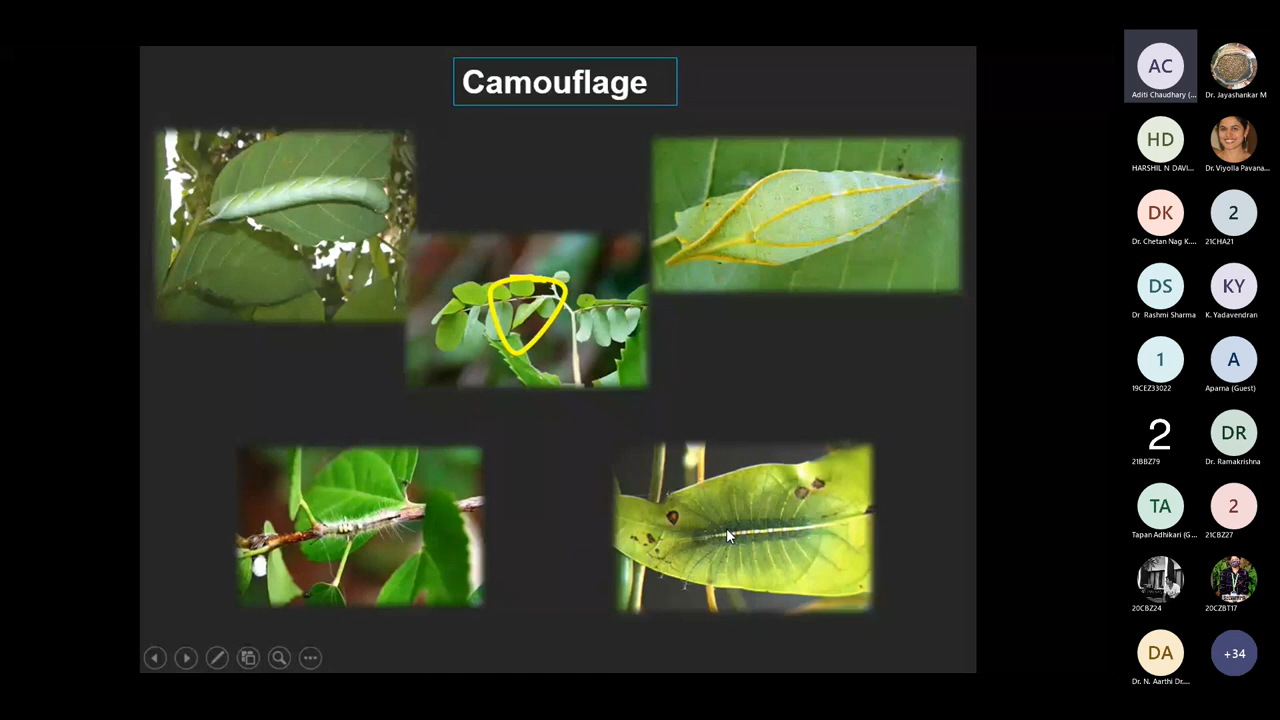 Camouflage
AC
Aditi Chaudhary (...
Dr. Jayashankar M
HD
HARSHIL N DAVI...
Dr. Viyolla Pavana...
DK
Dr. Chetan Nag K....
2
21CHA21
DS
Dr Rashmi Sharma
KY
K. Yadavendran
1
19CEZ33022
A
Aparna (Guest)
2
21BBZ79
DR
Dr. Ramakrishna
TA
Tapan Adhikari (G...
2
21CBZ27
20CBZ24
20CZBT17
DA
Dr. N. Aarthi Dr....
+34